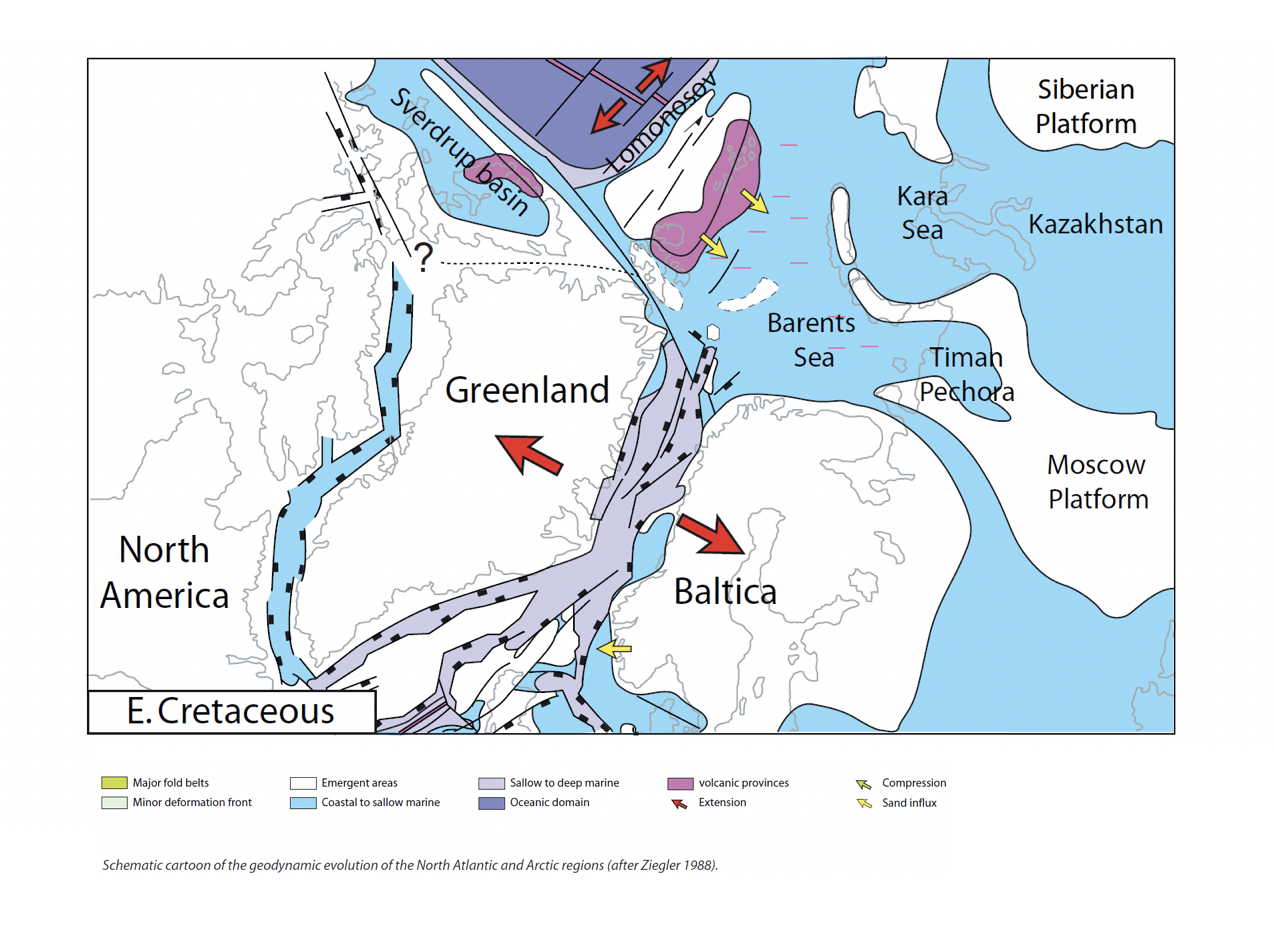 Siberian
Platform
Sverdrup basin
Lomonosov
Kara
Sea
Kazakhstan
?
Barents
Sea
Timan
Pechora
Greenland
Moscow
Platform
North
America
Baltica
E. Cretaceous
Major fold belts
Emergent areas
Sallow to deep marine
volcanic provinces
Compression
Minor deformation front
Coastal to sallow marine
Oceanic domain
Extension
Sand influx
Schematic cartoon of the geodynamic evolution of the North Atlantic and Arctic regions (after Ziegler 1988).